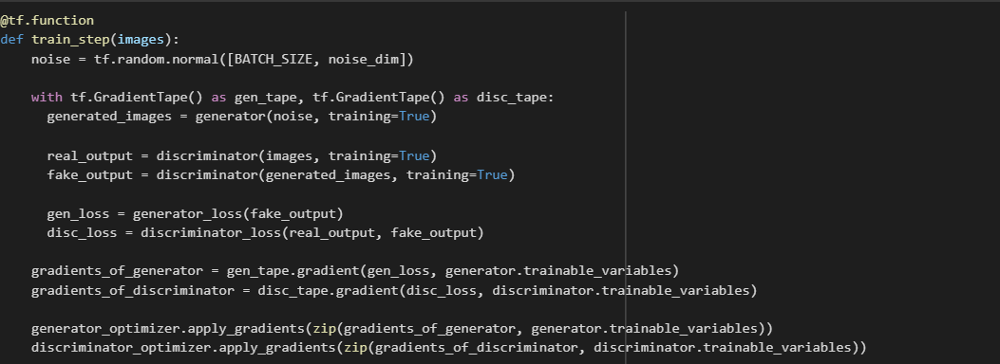 @tf.function
def train_step(images):
    noise = tf.random.normal([BATCH_SIZE, noise_dim])

    with tf.GradientTape() as gen_tape, tf.GradientTape() as disc_tape:
      generated_images = generator(noise, training=True)

      real_output = discriminator(images, training=True)
      fake_output = discriminator(generated_images, training=True)

      gen_loss = generator_loss(fake_output)
      disc_loss = discriminator_loss(real_output, fake_output)

    gradients_of_generator = gen_tape.gradient(gen_loss, generator.trainable_variables)
    gradients_of_discriminator = disc_tape.gradient(disc_loss, discriminator.trainable_variables)

    generator_optimizer.apply_gradients(zip(gradients_of_generator, generator.trainable_variables))
    discriminator_optimizer.apply_gradients(zip(gradients_of_discriminator, discriminator.trainable_variables))